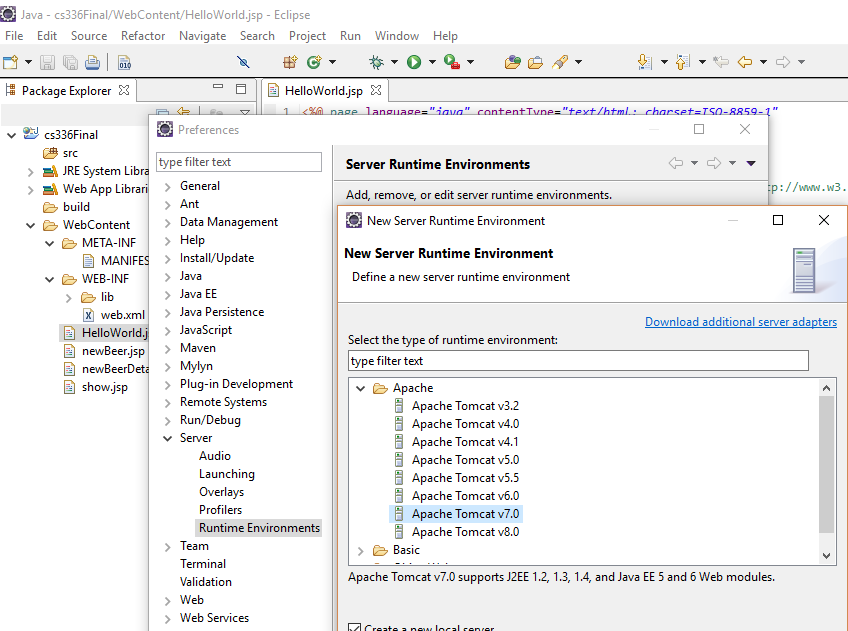 Java - cs336Final/WebContent/HelloWorld.jsp - Eclipse
File Edit Source Refactor Navigate Search Project Run Window Help
Package Explorer
HelloWorld.jsp
1 <%@ page language="java" contentType="text/html; charset=ISO-8859-1"
cs336Final
src
JRE System Libra
Web App Librari
build
WebContent
META-INF
MANIFES
WEB-INF
lib
web.xml
HelloWorld.j
newBeer.jsp
newBeerDeta
show.jsp
Preferences
type filter text
General
Ant
Data Management
Help
Install/Update
Java
Java EE
Java Persistence
JavaScript
Maven
Mylyn
Plug-in Development
Remote Systems
Run/Debug
Server
Audio
Launching
Overlays
Profilers
Runtime Environments
Team
Terminal
Validation
Web
Web Services
Server Runtime Environments
Add, remove, or edit server runtime environments.
tp://www.w3.
New Server Runtime Environment
New Server Runtime Environment
Define a new server runtime environment
Download additional server adapters
Select the type of runtime environment:
type filter text
Apache
Apache Tomcat v3.2
Apache Tomcat v4.0
Apache Tomcat v4.1
Apache Tomcat v5.0
Apache Tomcat v5.5
Apache Tomcat v6.0
Apache Tomcat v7.0
Apache Tomcat v8.0
Basic
Apache Tomcat v7.0 supports J2EE 1.2, 1.3, 1.4, and Java EE 5 and 6 Web modules.
Create a new local server